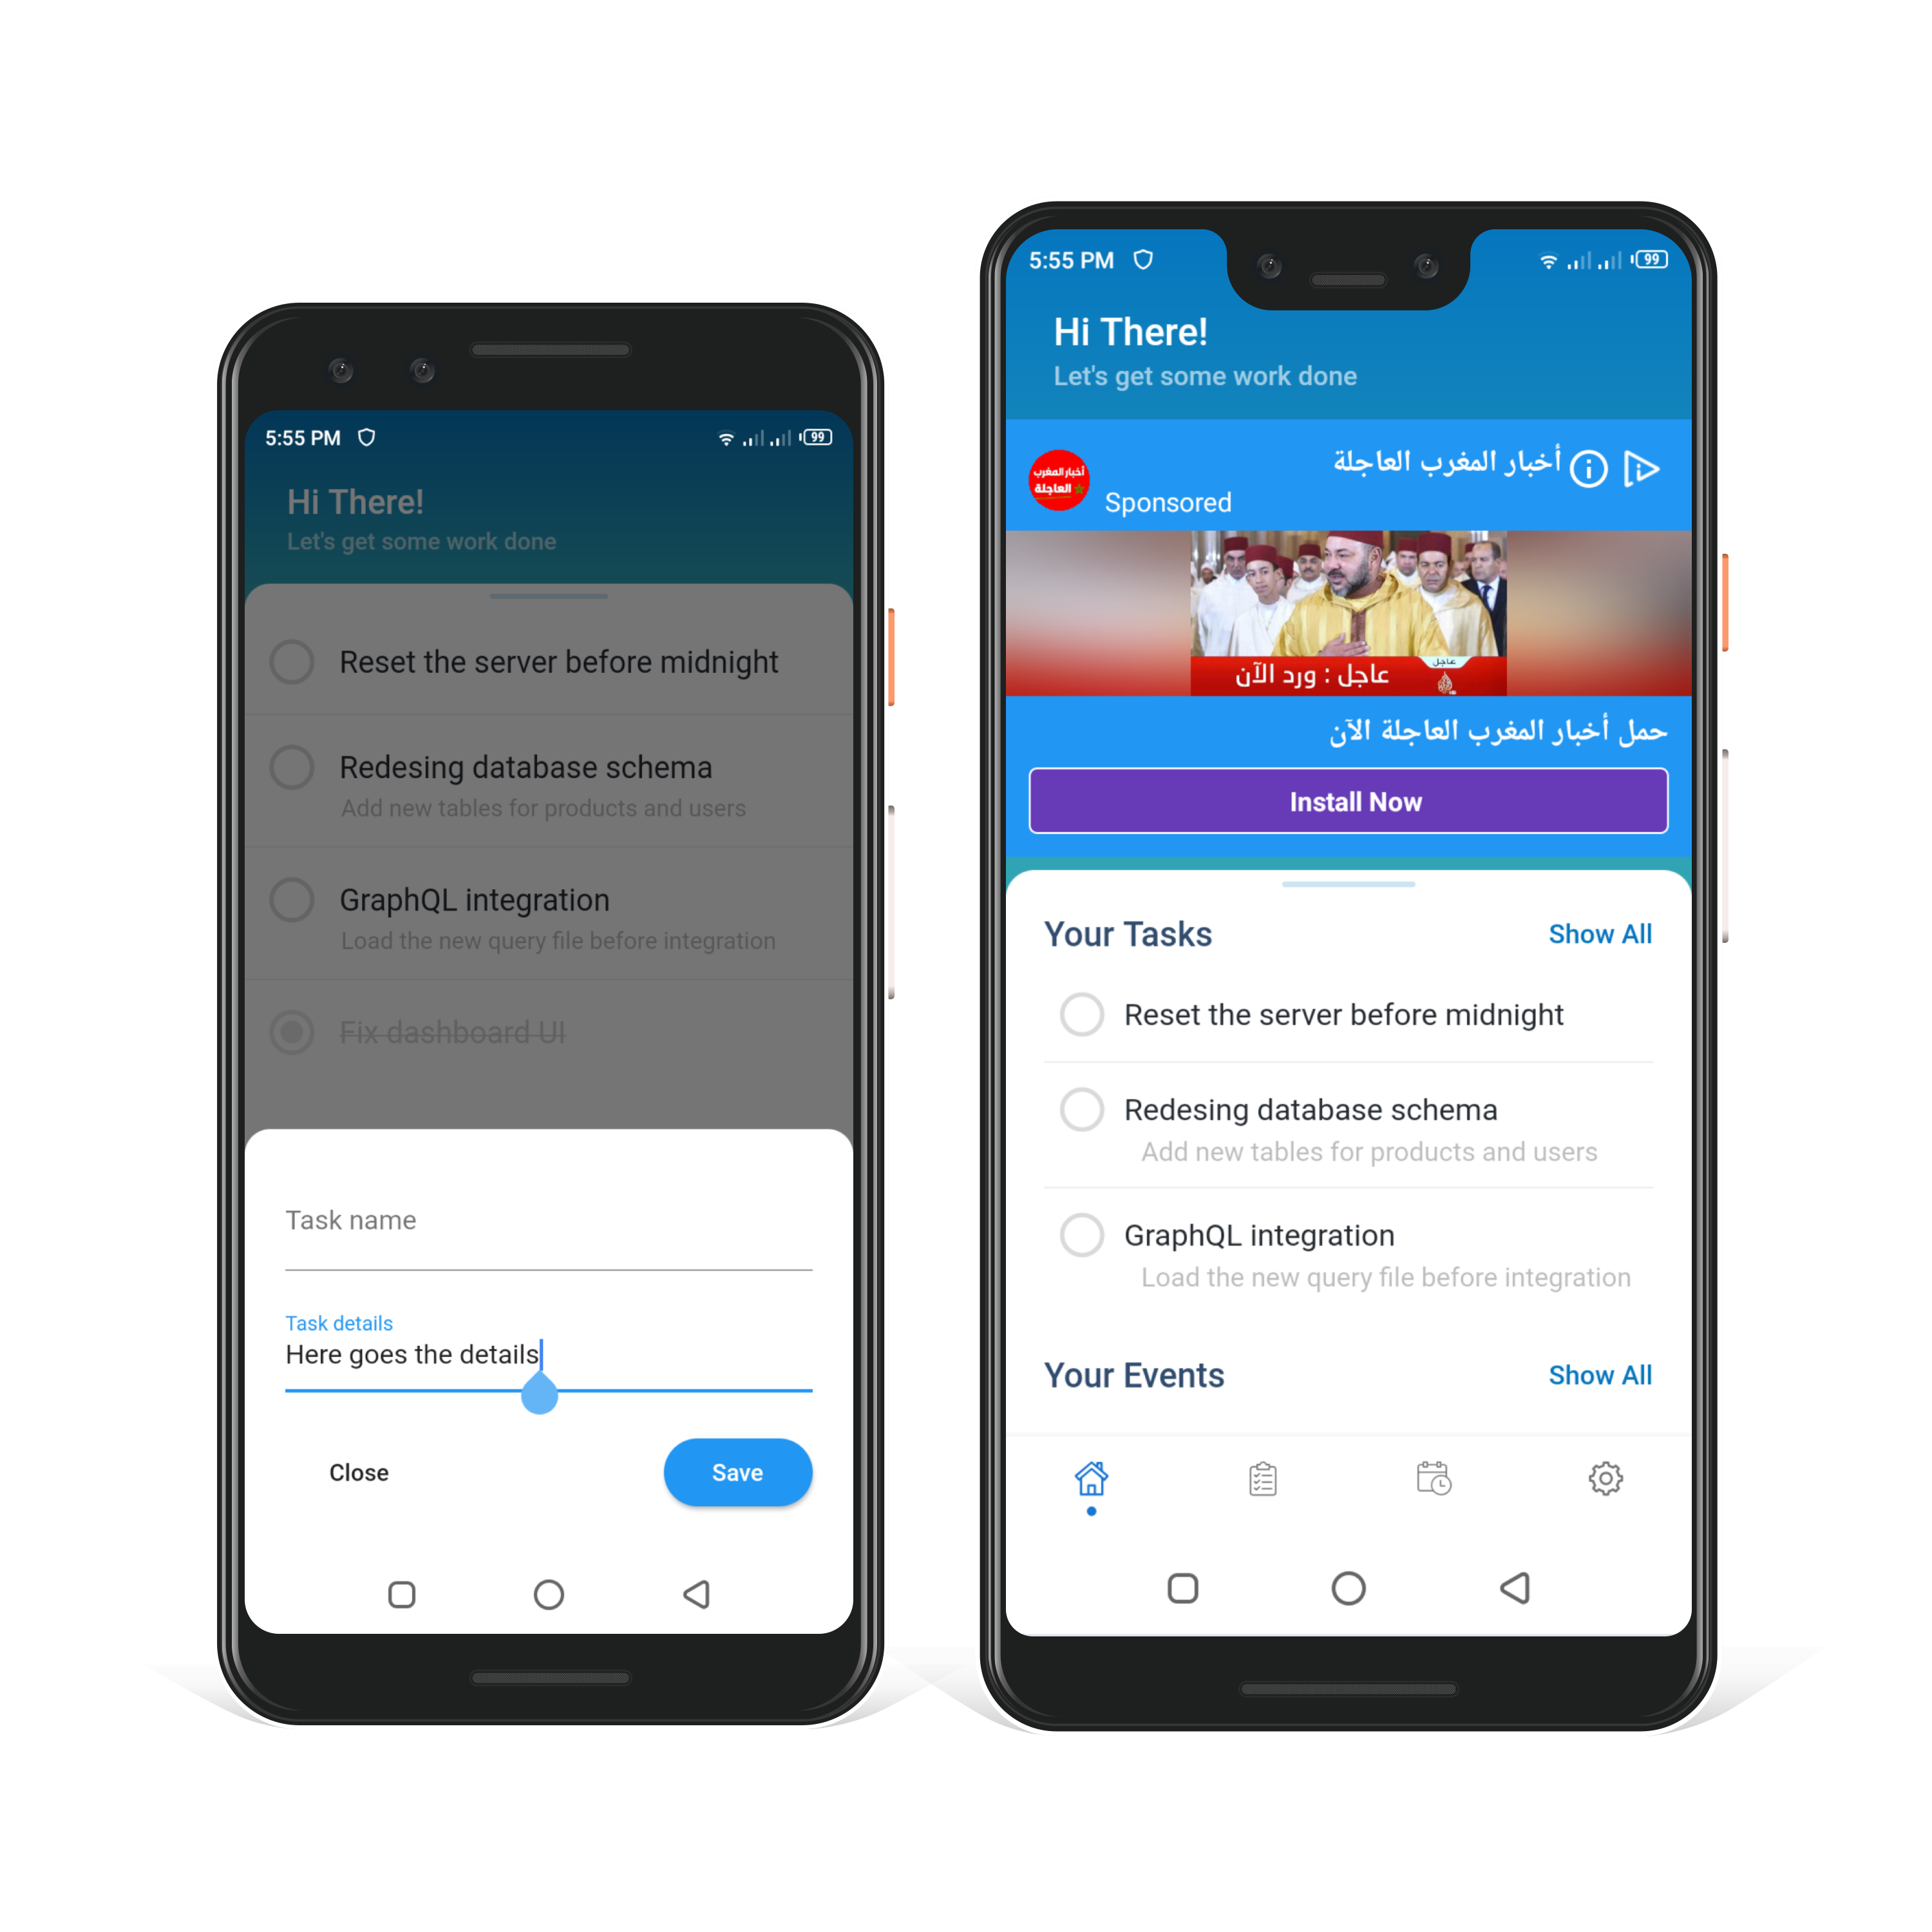 5:55 PM
99
Hi There!
Let's get some work done
Reset the server before midnight
Redesing database schema
Add new tables for products and users
GraphQL integration
Load the new query file before integration
Fix dashboard UI
Task name
Task details
Here goes the details
Close
Save
5:55 PM
99
Hi There!
Let's get some work done
أخبار المغرب
العاجلة
أخبار المغرب العاجلة
Sponsored
عاجل
عاجل : ورد الآن
حمل أخبار المغرب العاجلة الآن
Install Now
Your Tasks
Show All
Reset the server before midnight
Redesing database schema
Add new tables for products and users
GraphQL integration
Load the new query file before integration
Your Events
Show All